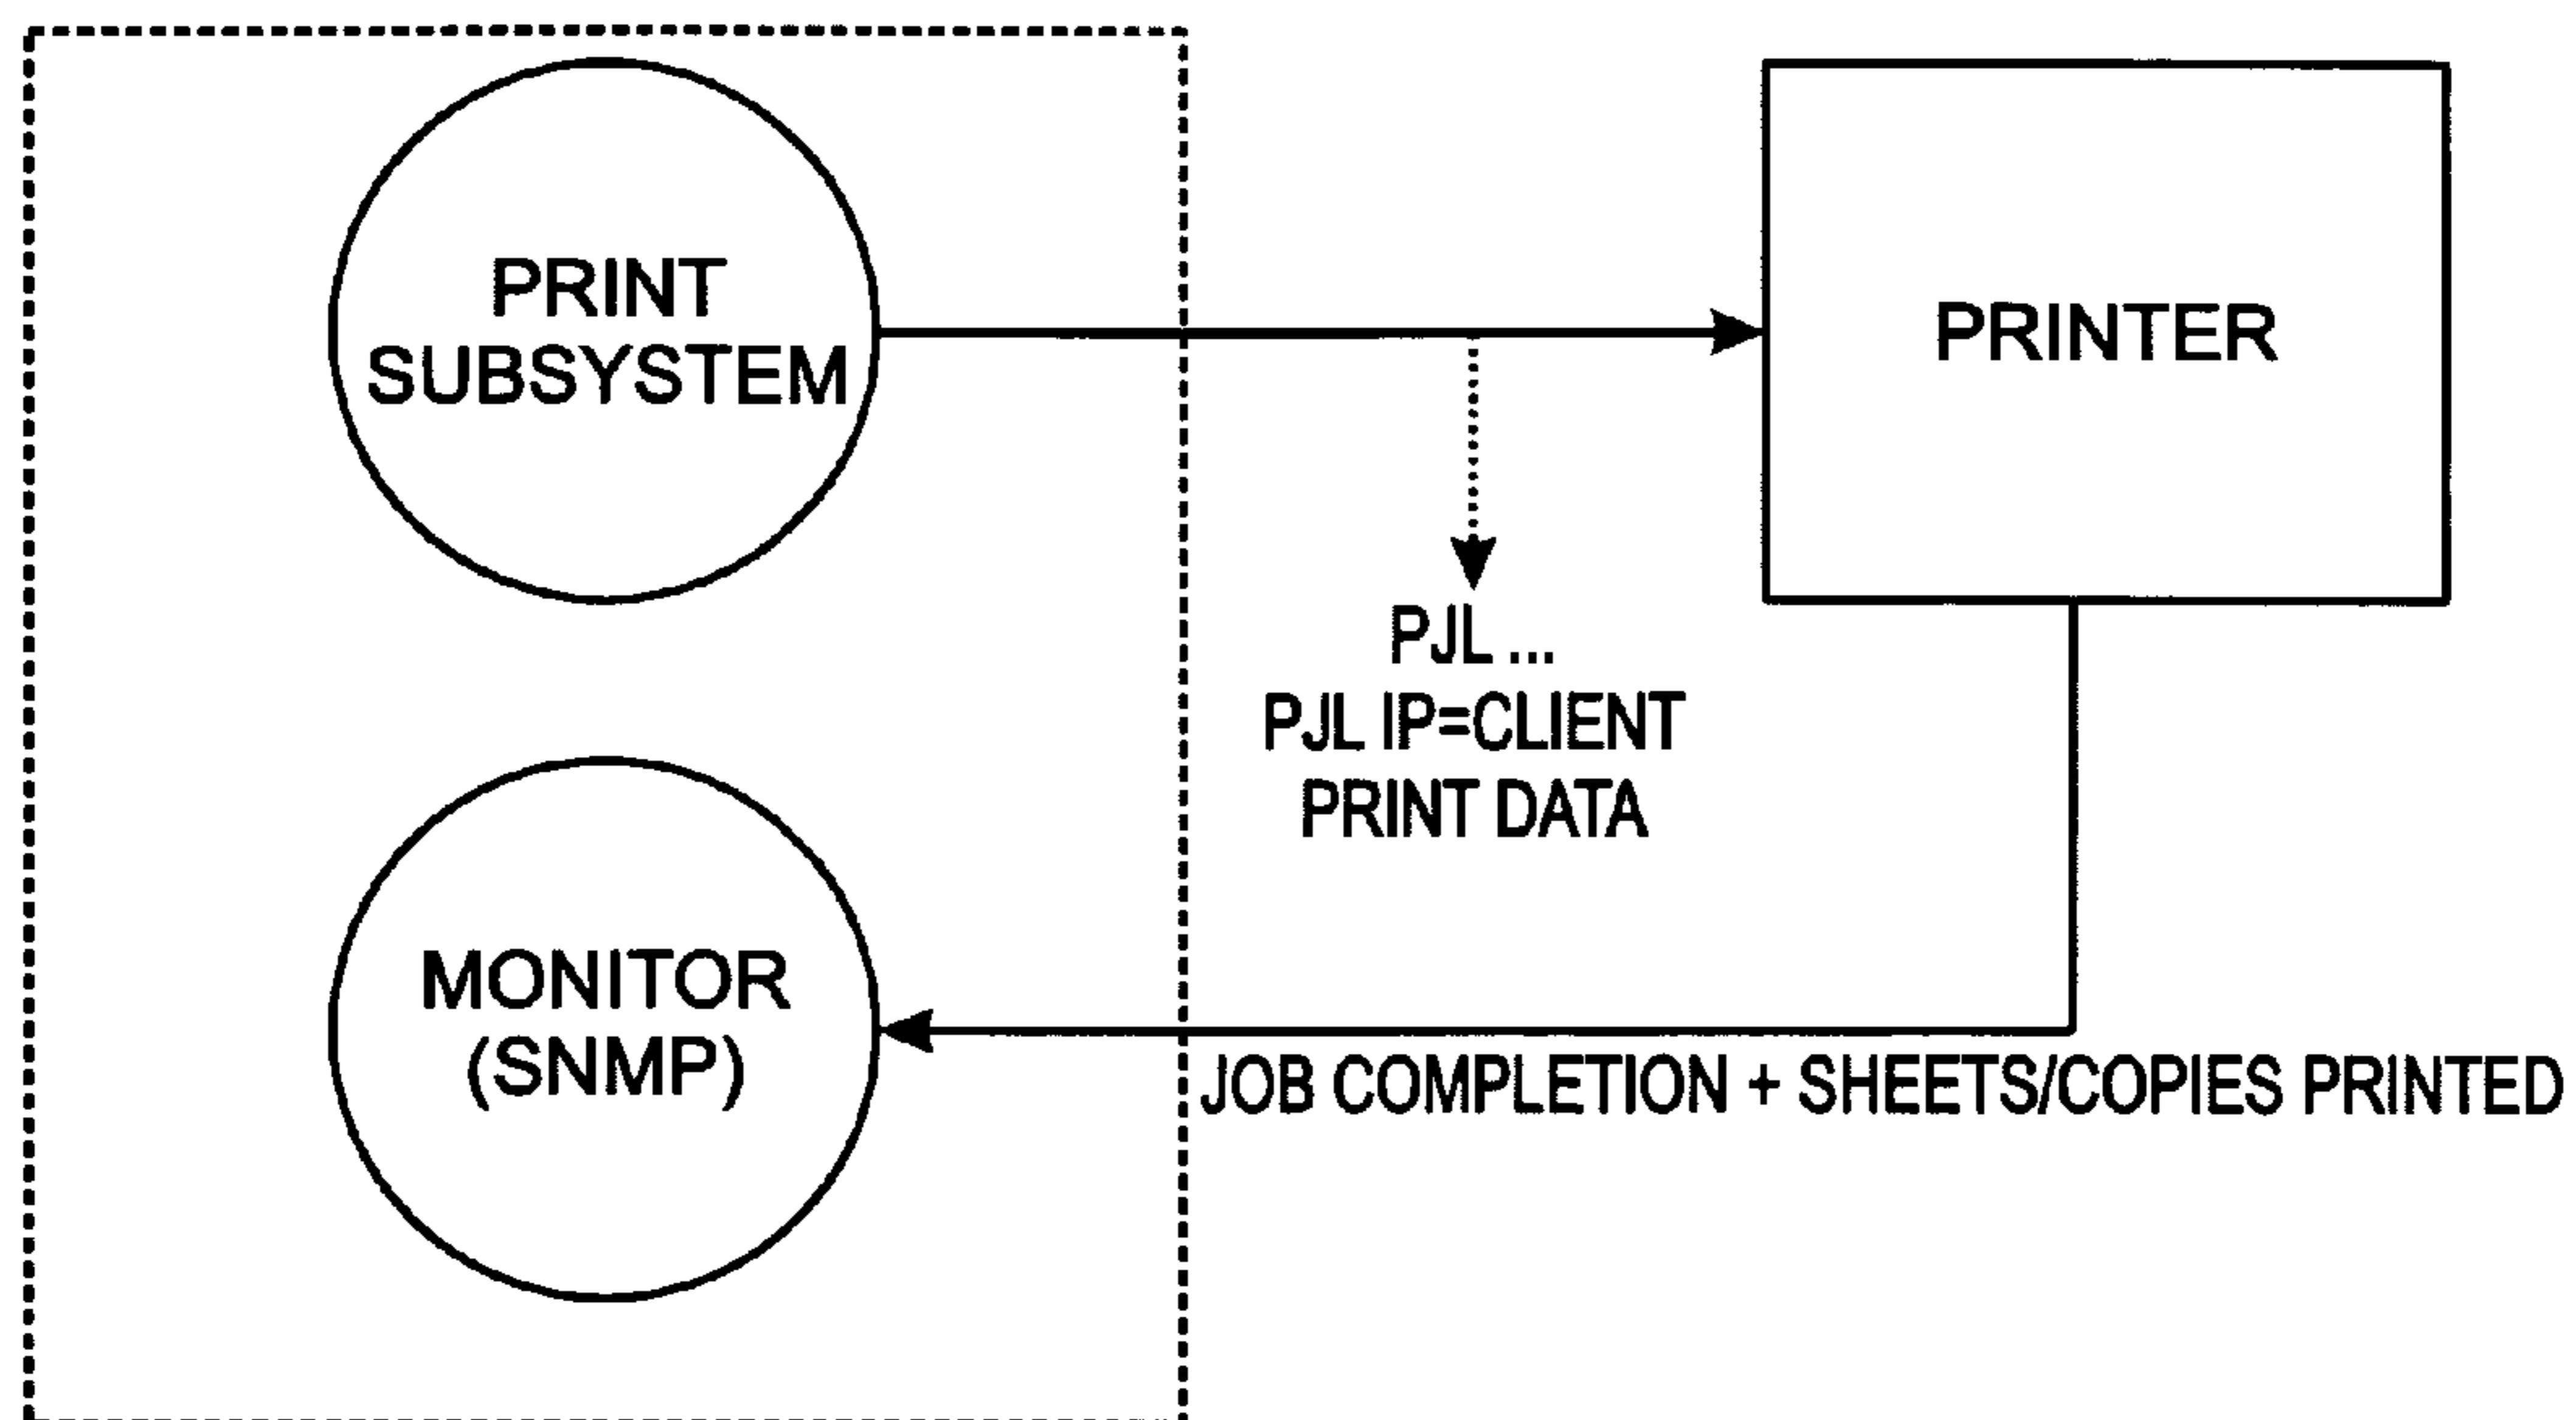 PRINT
SUBSYSTEM
PRINTER
PJL ...
PJL IP=CLIENT
PRINT DATA
MONITOR
(SNMP)
JOB COMPLETION + SHEETS/COPIES PRINTED